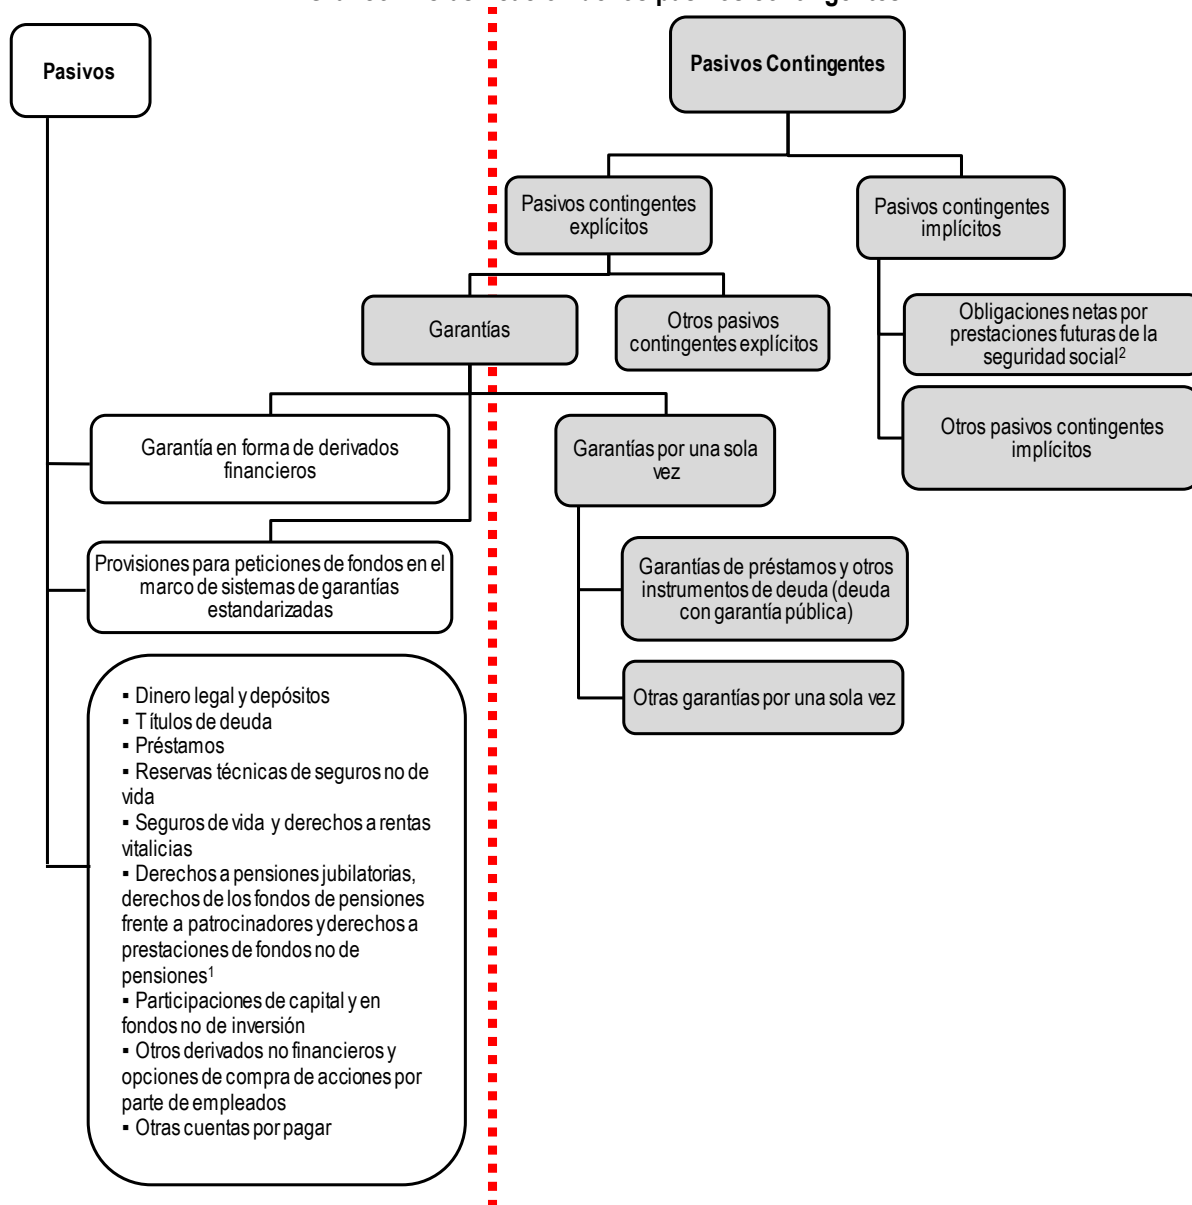 Pasivos
Pasivos Contingentes
Pasivos contingentes
explícitos
Pasivos contingentes
implícitos
Garantías
Otros pasivos
contingentes explícitos
Obligaciones netas por
prestaciones futuras de la
seguridad social²
Otros pasivos contingentes
implícitos
Garantía en forma de derivados
financieros
Garantías por una sola
vez
Provisiones para peticiones de fondos en el
marco de sistemas de garantías
estandarizadas
Garantías de préstamos y otros
instrumentos de deuda (deuda
con garantía pública)
Otras garantías por una sola vez
▪ Dinero legal y depósitos
▪ Títulos de deuda
▪ Préstamos
▪ Reservas técnicas de seguros no de
vida
▪ Seguros de vida y derechos a rentas
vitalicias
▪ Derechos a pensiones jubilatorias,
derechos de los fondos de pensiones
frente a patrocinadores y derechos a
prestaciones de fondos no de
pensiones¹
▪ Participaciones de capital y en
fondos no de inversión
▪ Otros derivados no financieros y
opciones de compra de acciones por
parte de empleados
▪ Otras cuentas por pagar